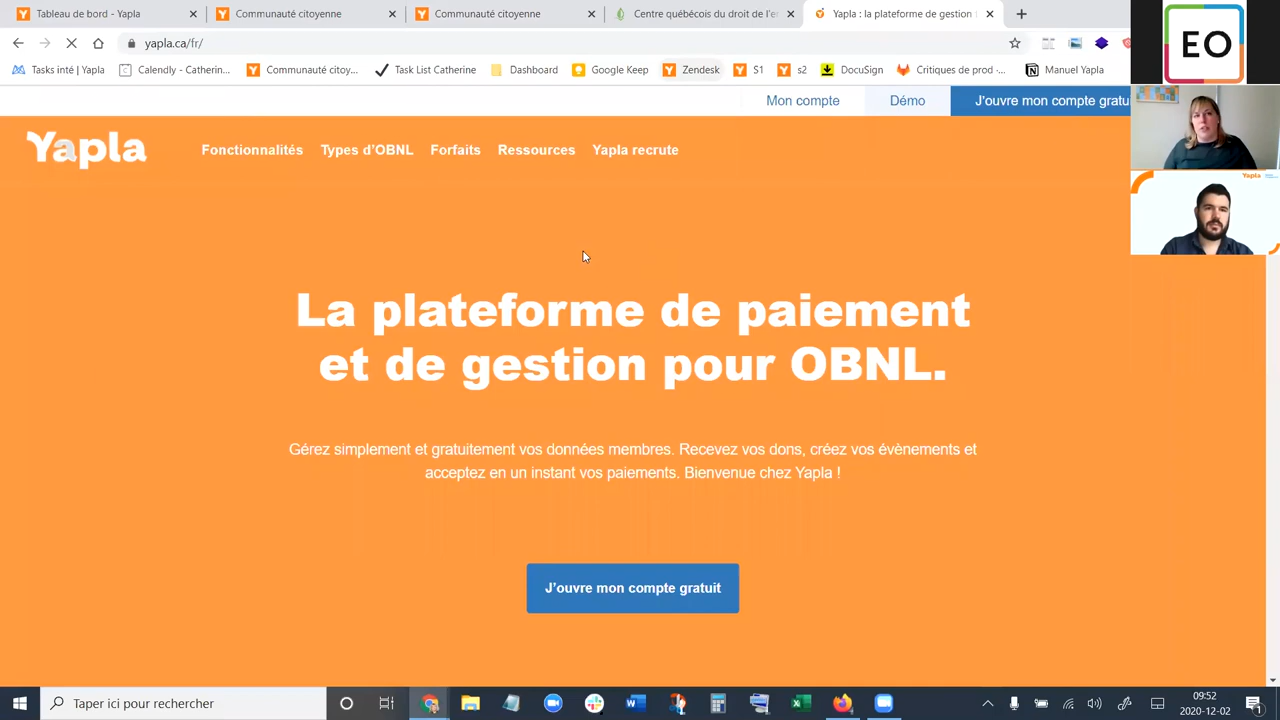 Tableau de bord - Yapla
Communauté citoyenne
Communauté citoyenne
Centre québécois du droit de l'e
Yapla : la plateforme de gestion
yapla.ca/fr/
Tasks inté | Yapla
Calendly - Catherin...
Communauté citoy...
Task List Catherine
Dashboard
Google Keep
Zendesk
S1
s2
DocuSign
Critiques de prod -...
Manuel Yapla
EO
Mon compte
Démo
J'ouvre mon compte gratu
Yapla
Yapla
Fonctionnalités
Types d'OBNL
Forfaits
Ressources
Yapla recrute
La plateforme de paiement
et de gestion pour OBNL.
Gérez simplement et gratuitement vos données membres. Recevez vos dons, créez vos évènements et
acceptez en un instant vos paiements. Bienvenue chez Yapla !
J'ouvre mon compte gratuit
Taper ici pour rechercher
09:52
2020-12-02